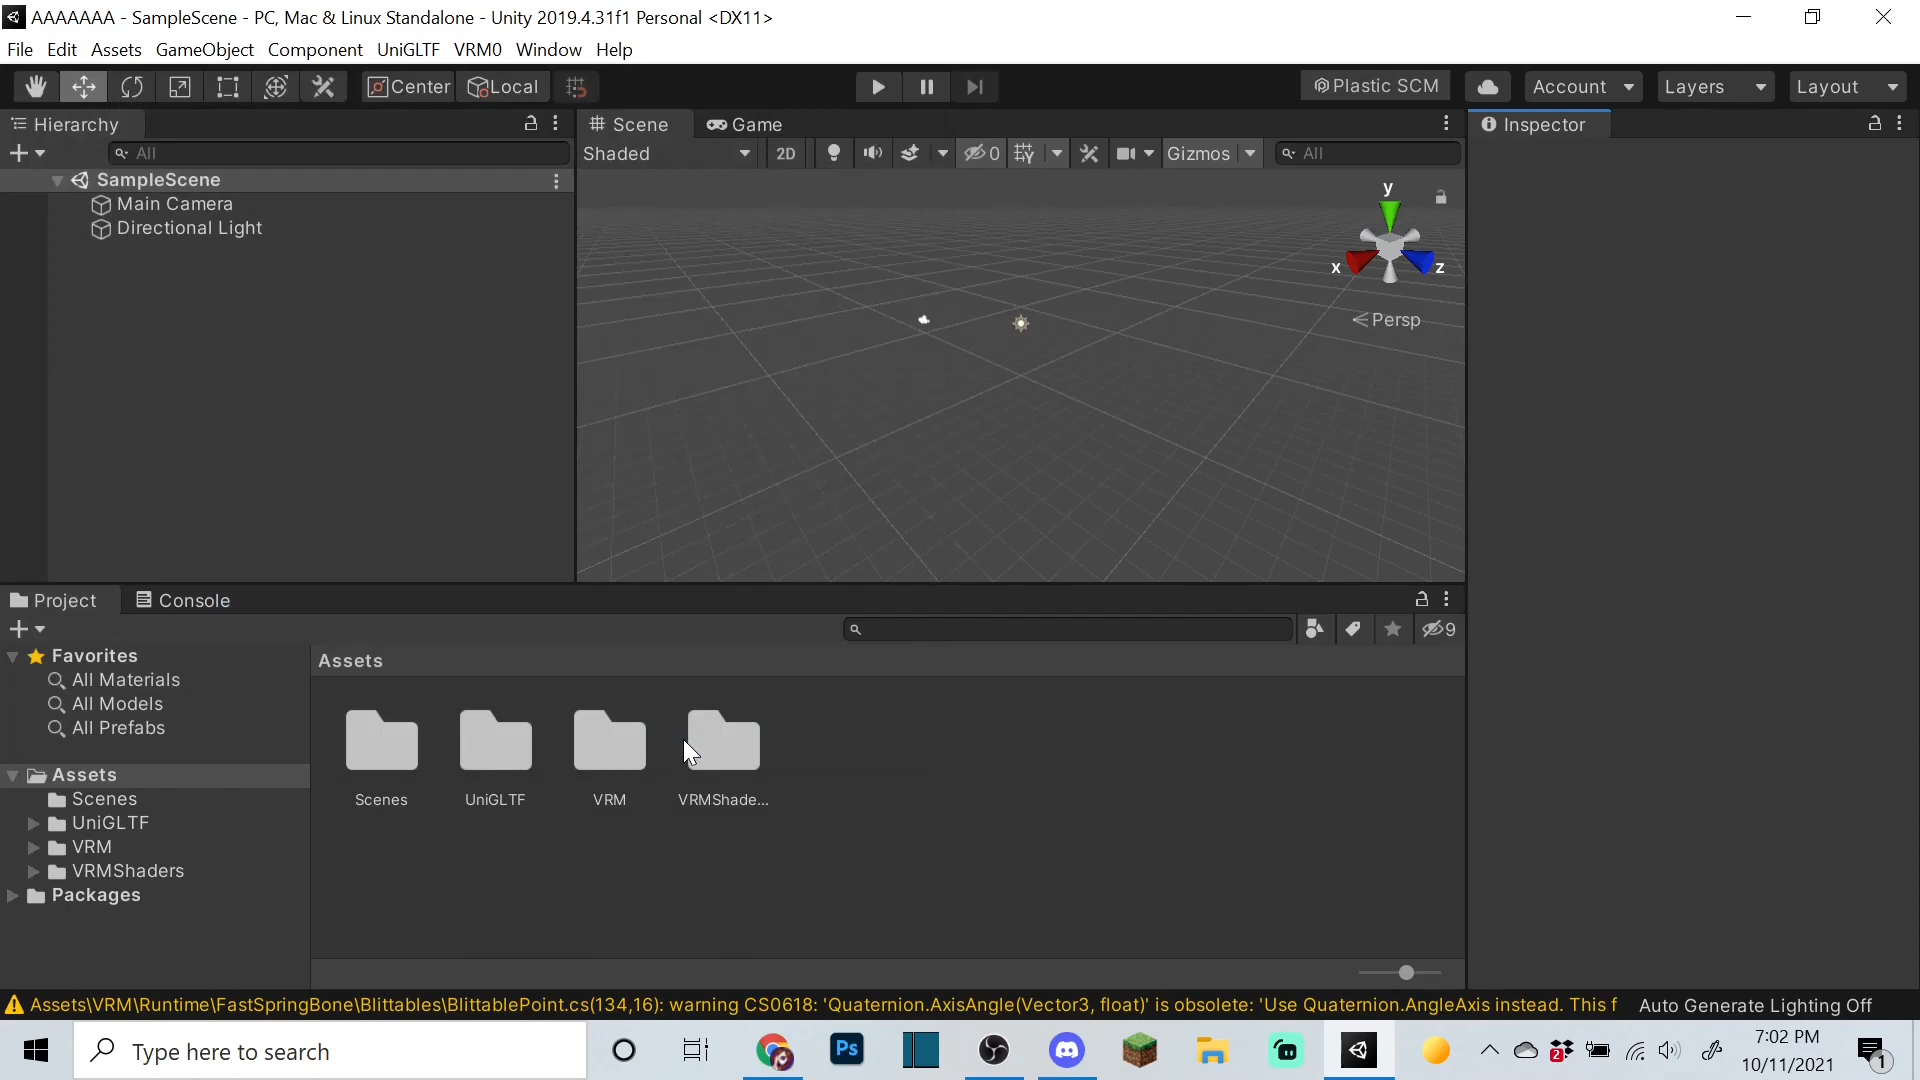 AAAAAAA - SampleScene - PC, Mac & Linux Standalone - Unity 2019.4.31f1 Personal <DX11>
File Edit Assets GameObject Component UniGLTF VRM0 Window Help
Center Local Plastic SCM Account Layers Layout
Hierarchy Scene Game Inspector
All Shaded 2D 0 Gizmos All
SampleScene
Main Camera
Directional Light
y
x z
Persp
Project Console
9
Favorites
All Materials
All Models
All Prefabs
Assets
Scenes
UniGLTF
VRM
VRMShaders
Packages
Assets
Scenes UniGLTF VRM VRMShade...
Assets\VRM\Runtime\FastSpringBone\Blittables\BlittablePoint.cs(134,16): warning CS0618: 'Quaternion.AxisAngle(Vector3, float)' is obsolete: 'Use Quaternion.AngleAxis instead. This f Auto Generate Lighting Off
Type here to search
Ps
2
7:02 PM
10/11/2021
1